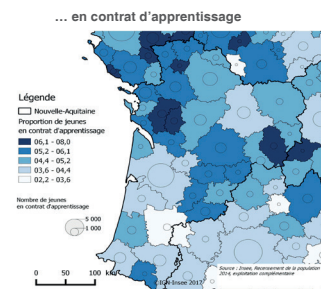 … en contrat d’apprentissage
Légende
Nouvelle-Aquitaine
Proportion de jeunes
en contrat d'apprentissage
06,1 - 08,0
05,2 - 06,1
04,4 - 05,2
03,6 - 04,4
02,2 - 03,6
Nombre de jeunes
en contrat d'apprentissage
5 000
1 000
0 50 100 km
IGN-Insee 2017
Source : Insee, Recensement de la population
2014, exploitation complémentaire